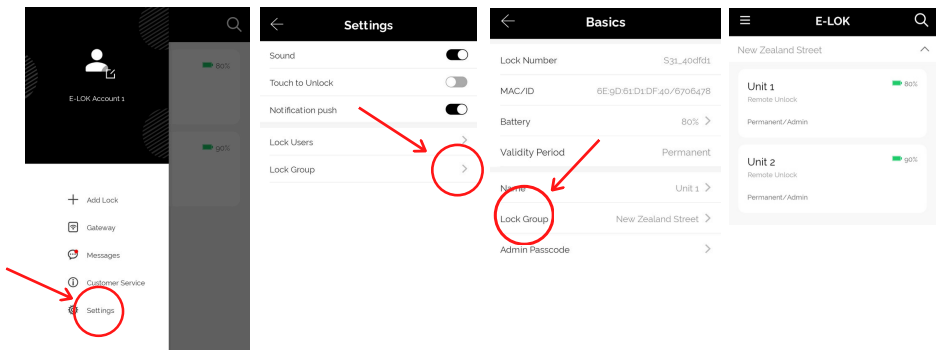 80%
E-LOK Account 1
90%
Add Lock
Gateway
Messages
Customer Service
Settings
Settings
Sound
Touch to Unlock
Notification push
Lock Users
Lock Group
Basics
Lock Number S31_40dfd1
MAC/ID 6E:9D:61:D1:DF:40/6706478
Battery 80%
Validity Period Permanent
Name Unit 1
Lock Group New Zealand Street
Admin Passcode
E-LOK
New Zealand Street
Unit 1 80%
Remote Unlock
Permanent/Admin
Unit 2 90%
Remote Unlock
Permanent/Admin